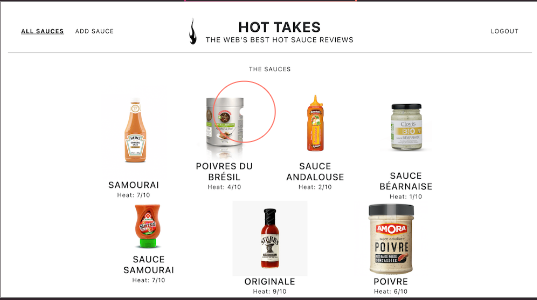 ALL SAUCES
ADD SAUCE
HOT TAKES
THE WEB'S BEST HOT SAUCE REVIEWS
LOGOUT
THE SAUCES
SAMOURAI
Heat: 7/10
POIVRES DU
BRÉSIL
Heat: 4/10
SAUCE
ANDALOUSE
Heat: 2/10
BIO
SAUCE
BÉARNAISE
Heat: 1/10
SAUCE
SAMOURAI
Heat: 7/10
ORIGINALE
Heat: 9/10
AMORA
POIVRE
POIVRE
Heat: 6/10